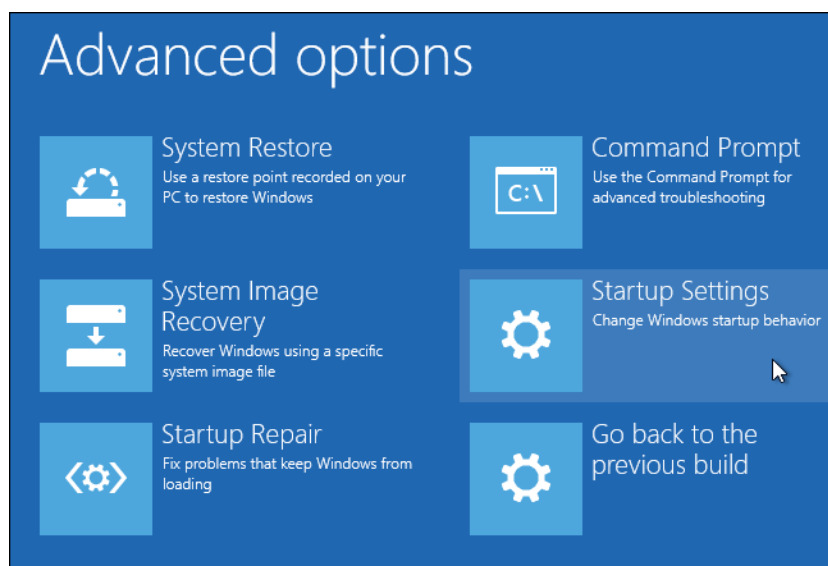 Advanced options
System Restore
Use a restore point recorded on your
PC to restore Windows
System Image
Recovery
Recover Windows using a specific
system image file
Startup Repair
Fix problems that keep Windows from
loading
Command Prompt
Use the Command Prompt for
advanced troubleshooting
C:\
Startup Settings
Change Windows startup behavior
Go back to the
previous build